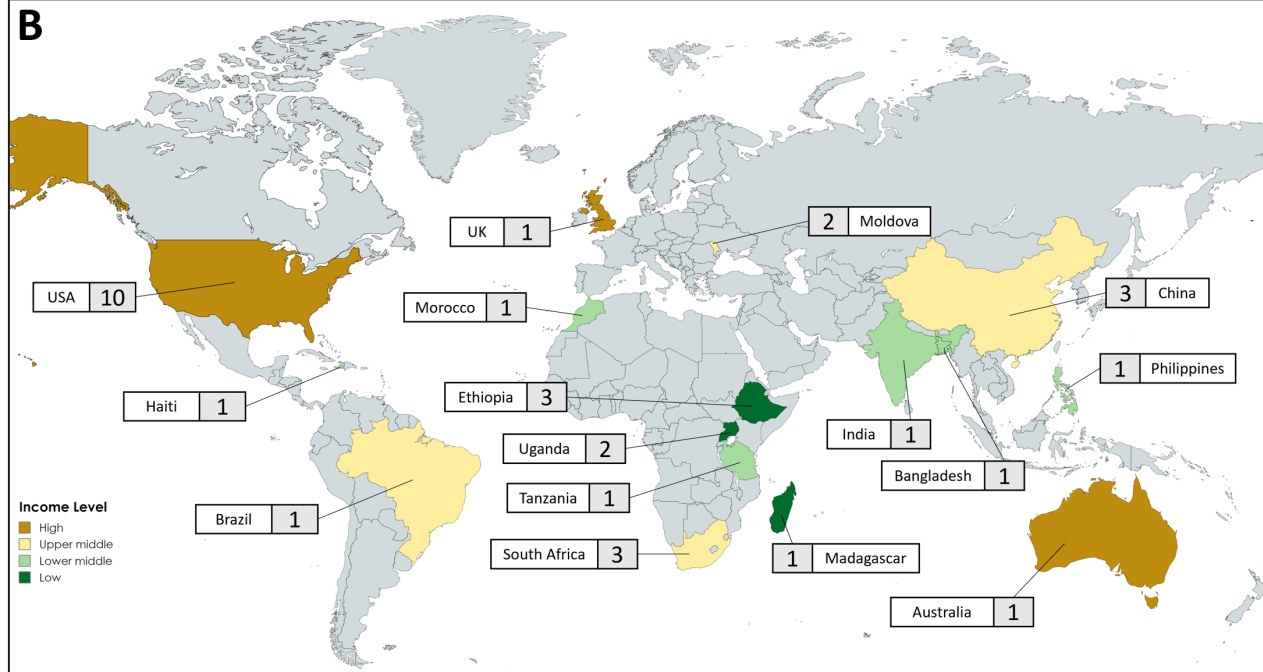 B
UK 1
2 Moldova
USA 10
Morocco 1
3 China
1 Philippines
Haiti 1
Ethiopia 3
India 1
Uganda 2
Bangladesh 1
Tanzania 1
Brazil 1
South Africa 3
1 Madagascar
Australia 1
Income Level
High
Upper middle
Lower middle
Low